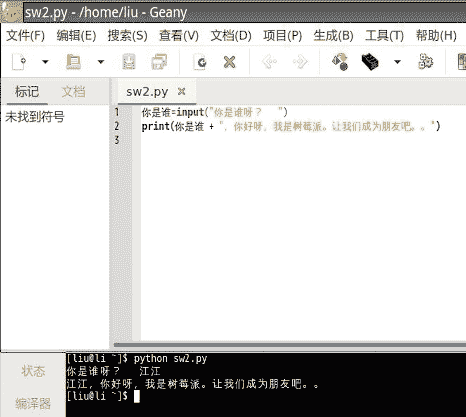 sw2.py - /home/liu - Geany
文件(F) 编辑(E) 搜索(S) 查看(V) 文档(D) 项目(P) 生成(B) 工具(T) 帮助(H)
标记 文档
sw2.py
未找到符号
1 你是谁=input("你是谁呀？ ")
2 print(你是谁 + "，你好呀，我是树莓派。让我们成为朋友吧。。")
3
状态
编译器
[liu@li ~]$ python sw2.py
你是谁呀？ 江江
江江，你好呀，我是树莓派。让我们成为朋友吧。。
[liu@li ~]$